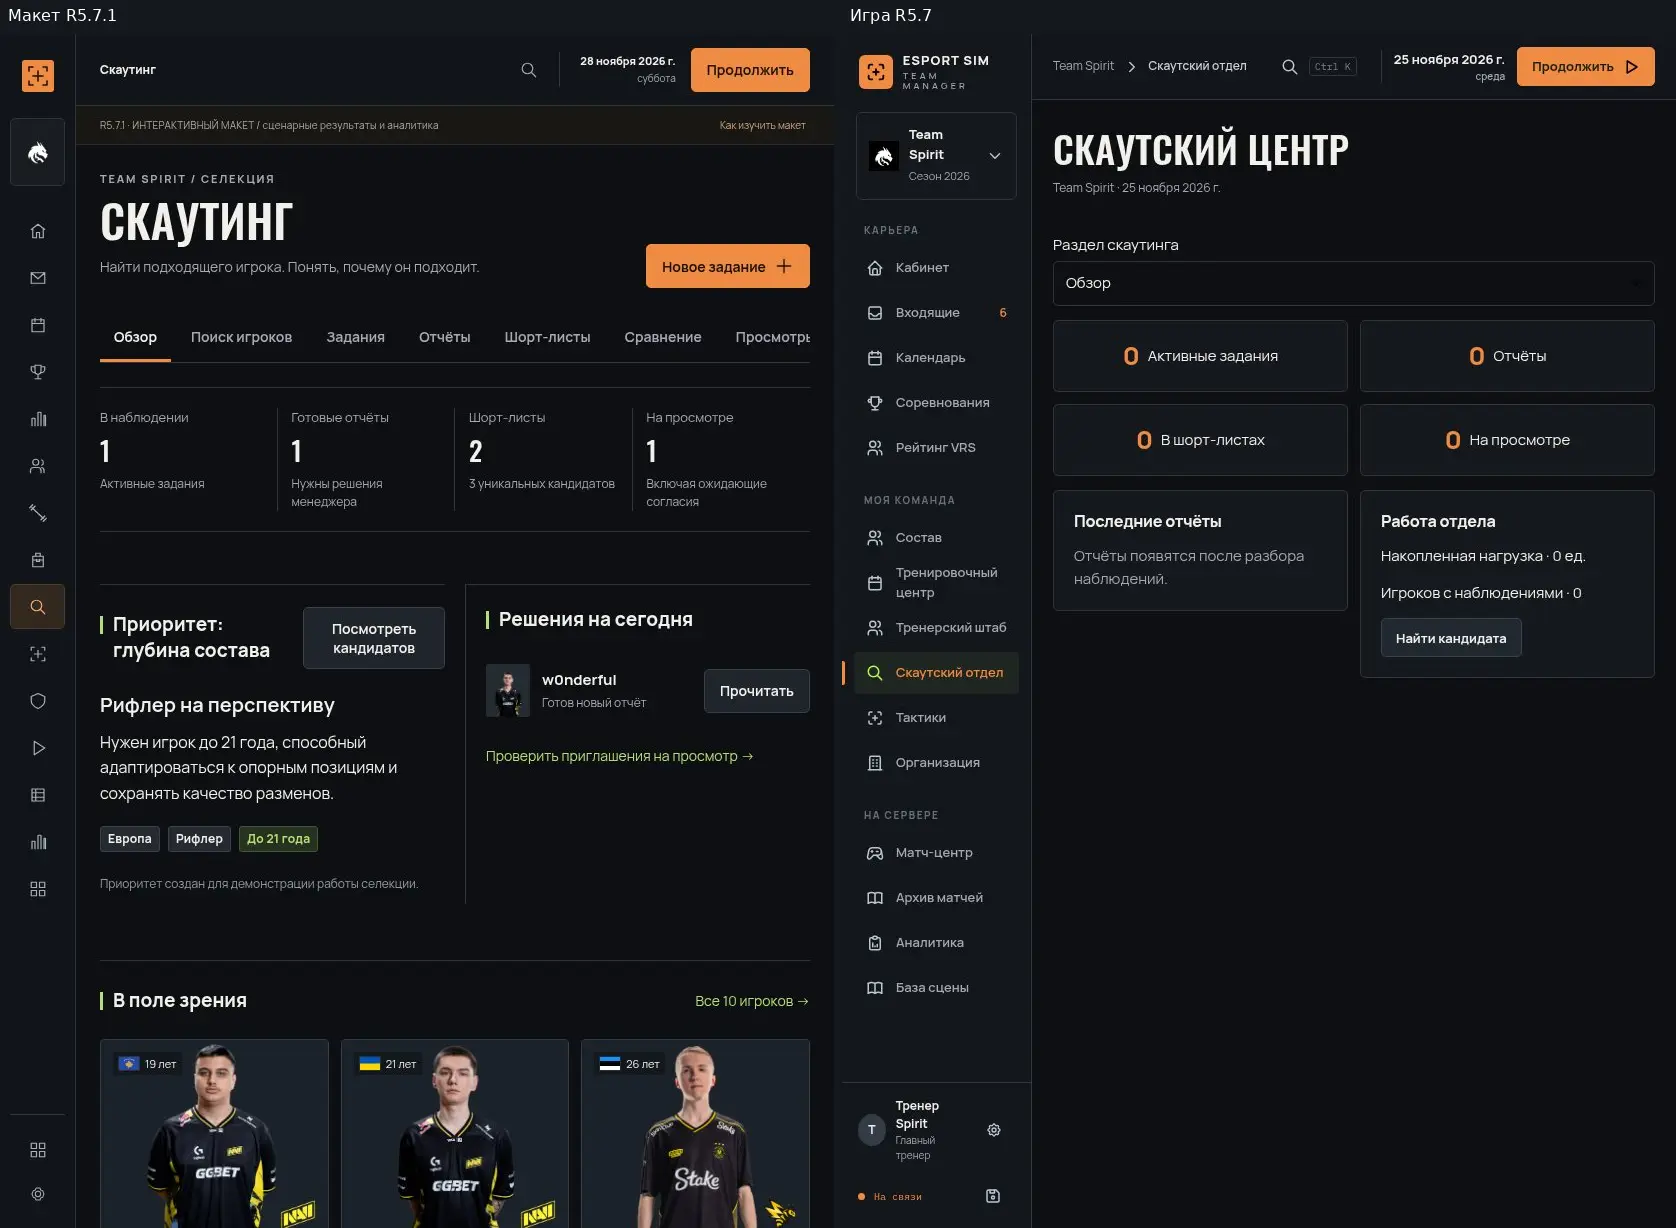 Макет R5.7.1
Скаутинг
28 ноября 2026 г.
суббота
Продолжить
R5.7.1 · ИНТЕРАКТИВНЫЙ МАКЕТ / сценарные результаты и аналитика
Как изучить макет
TEAM SPIRIT / СЕЛЕКЦИЯ
СКАУТИНГ
Найти подходящего игрока. Понять, почему он подходит.
Новое задание
Обзор
Поиск игроков
Задания
Отчёты
Шорт-листы
Сравнение
Просмотры
В наблюдении
1
Активные задания
Готовые отчёты
1
Нужны решения
менеджера
Шорт-листы
2
3 уникальных кандидатов
На просмотре
1
Включая ожидающие
согласия
Приоритет:
глубина состава
Посмотреть
кандидатов
Рифлер на перспективу
Нужен игрок до 21 года, способный
адаптироваться к опорным позициям и
сохранять качество разменов.
Европа
Рифлер
До 21 года
Приоритет создан для демонстрации работы селекции.
Решения на сегодня
w0nderful
Готов новый отчёт
Прочитать
Проверить приглашения на просмотр →
В поле зрения
Все 10 игроков →
19 лет
GGBET
NAVI
21 лет
GGBET
NAVI
26 лет
Stake
Игра R5.7
ESPORT SIM
TEAM
MANAGER
Team
Spirit
Сезон 2026
КАРЬЕРА
Кабинет
Входящие
6
Календарь
Соревнования
Рейтинг VRS
МОЯ КОМАНДА
Состав
Тренировочный
центр
Тренерский штаб
Скаутский отдел
Тактики
Организация
НА СЕРВЕРЕ
Матч-центр
Архив матчей
Аналитика
База сцены
T
Тренер
Spirit
Главный
тренер
На связи
Team Spirit
Скаутский отдел
Ctrl K
25 ноября 2026 г.
среда
Продолжить
СКАУТСКИЙ ЦЕНТР
Team Spirit · 25 ноября 2026 г.
Раздел скаутинга
Обзор
0 Активные задания
0 Отчёты
0 В шорт-листах
0 На просмотре
Последние отчёты
Отчёты появятся после разбора
наблюдений.
Работа отдела
Накопленная нагрузка · 0 ед.
Игроков с наблюдениями · 0
Найти кандидата